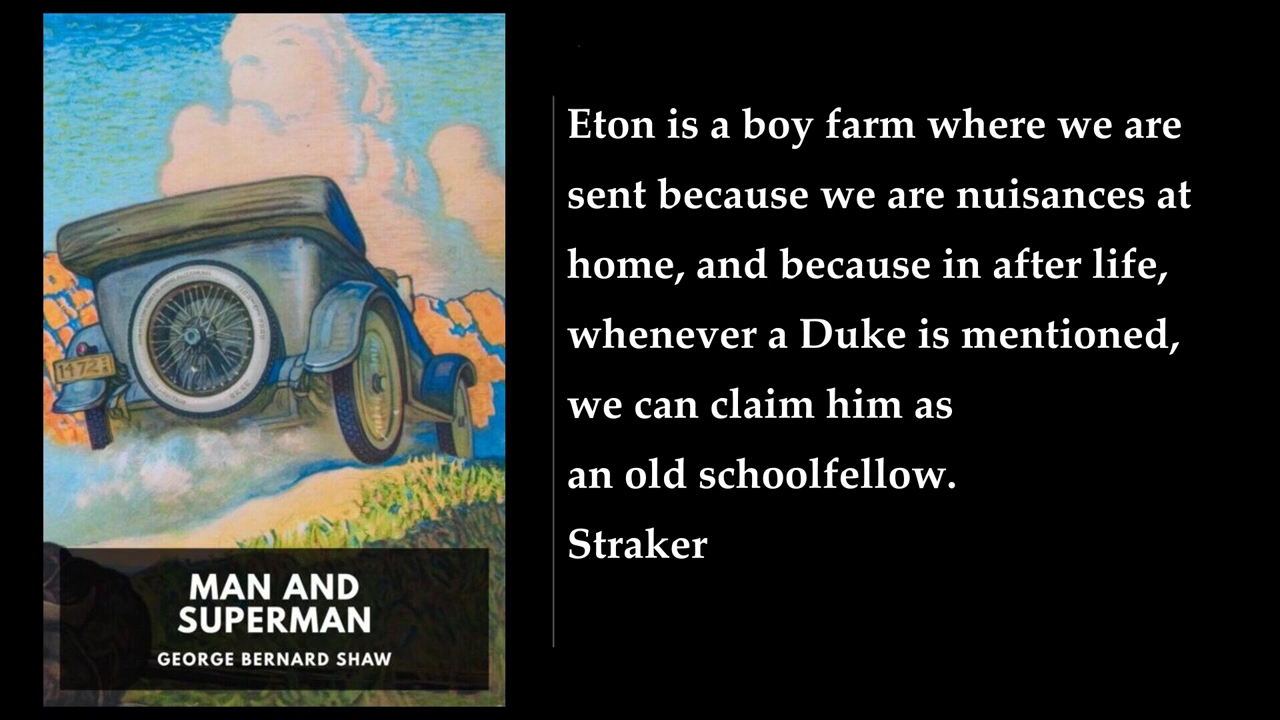 1472
MAN AND
SUPERMAN
GEORGE BERNARD SHAW
Eton is a boy farm where we are
sent because we are nuisances at
home, and because in after life,
whenever a Duke is mentioned,
we can claim him as
an old schoolfellow.
Straker